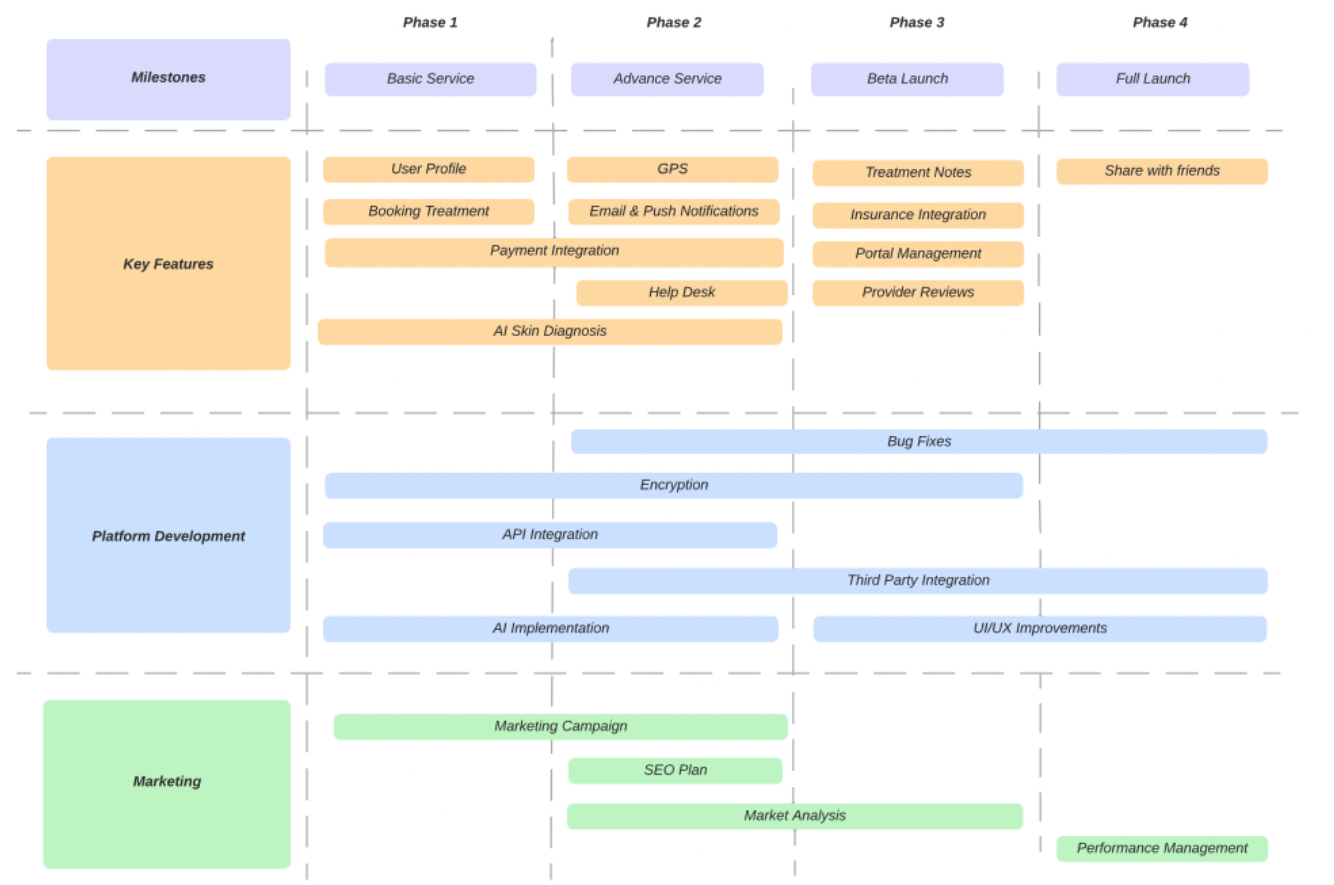 Phase 1
Phase 2
Phase 3
Phase 4
Milestones
Basic Service
Advance Service
Beta Launch
Full Launch
Key Features
User Profile
GPS
Treatment Notes
Share with friends
Booking Treatment
Email & Push Notifications
Insurance Integration
Payment Integration
Portal Management
Help Desk
Provider Reviews
AI Skin Diagnosis
Platform Development
Bug Fixes
Encryption
API Integration
Third Party Integration
AI Implementation
UI/UX Improvements
Marketing
Marketing Campaign
SEO Plan
Market Analysis
Performance Management